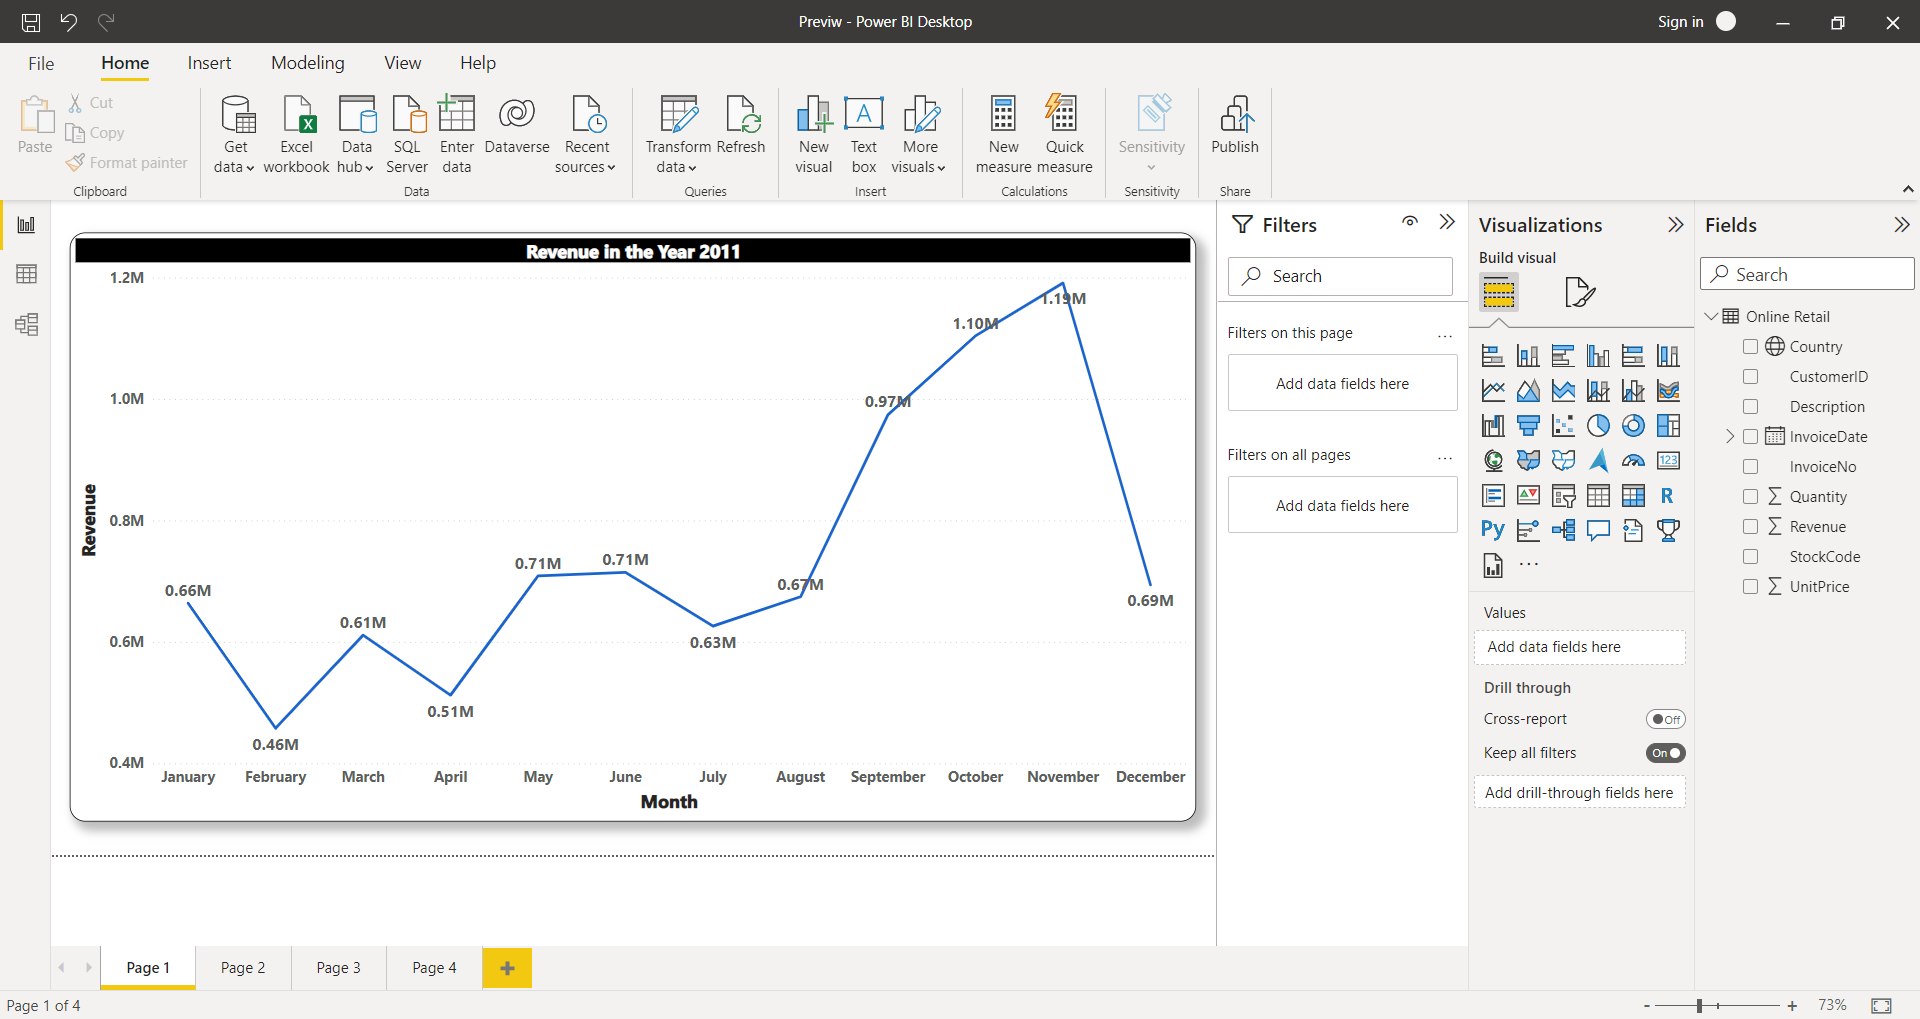 Previw - Power BI Desktop
Sign in
File Home Insert Modeling View Help
Paste
Cut
Copy
Format painter
Clipboard
Get data
Excel workbook
Data hub
SQL Server
Enter data
Dataverse
Recent sources
Data
Transform data
Refresh
Queries
New visual
Text box
More visuals
Insert
New measure
Quick measure
Calculations
Sensitivity
Sensitivity
Publish
Share
Revenue in the Year 2011
1.2M
1.0M
0.8M
0.6M
0.4M
Revenue
0.66M
0.46M
0.61M
0.51M
0.71M
0.71M
0.63M
0.67M
0.97M
1.10M
1.19M
0.69M
January February March April May June July August September October November December
Month
Filters
Search
Filters on this page
Add data fields here
Filters on all pages
Add data fields here
Visualizations
Build visual
123
R
Py
Values
Add data fields here
Drill through
Cross-report
Off
Keep all filters
On
Add drill-through fields here
Fields
Search
Online Retail
Country
CustomerID
Description
InvoiceDate
InvoiceNo
Quantity
Revenue
StockCode
UnitPrice
Page 1 Page 2 Page 3 Page 4
Page 1 of 4
- + 73%